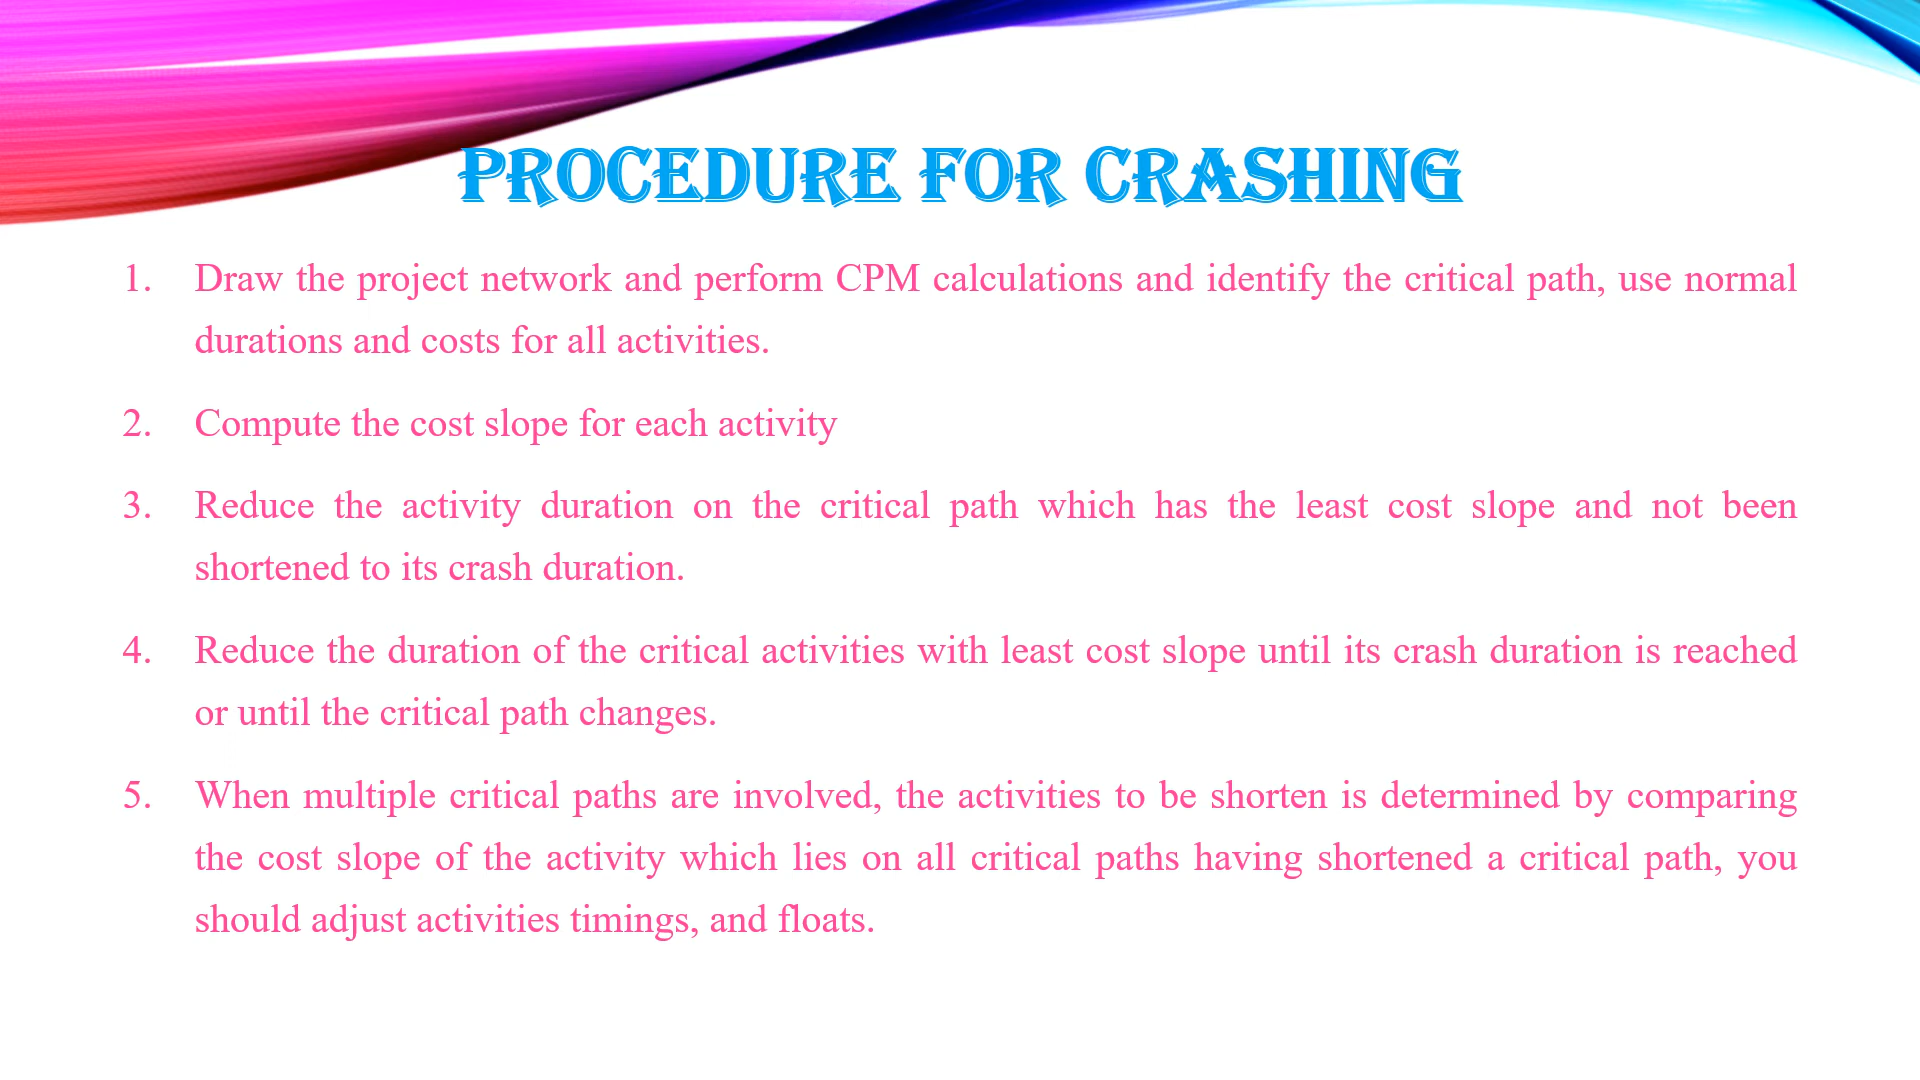 PROCEDURE FOR CRASHING
1. Draw the project network and perform CPM calculations and identify the critical path, use normal
durations and costs for all activities.
2. Compute the cost slope for each activity
3. Reduce the activity duration on the critical path which has the least cost slope and not been
shortened to its crash duration.
4. Reduce the duration of the critical activities with least cost slope until its crash duration is reached
or until the critical path changes.
5. When multiple critical paths are involved, the activities to be shorten is determined by comparing
the cost slope of the activity which lies on all critical paths having shortened a critical path, you
should adjust activities timings, and floats.